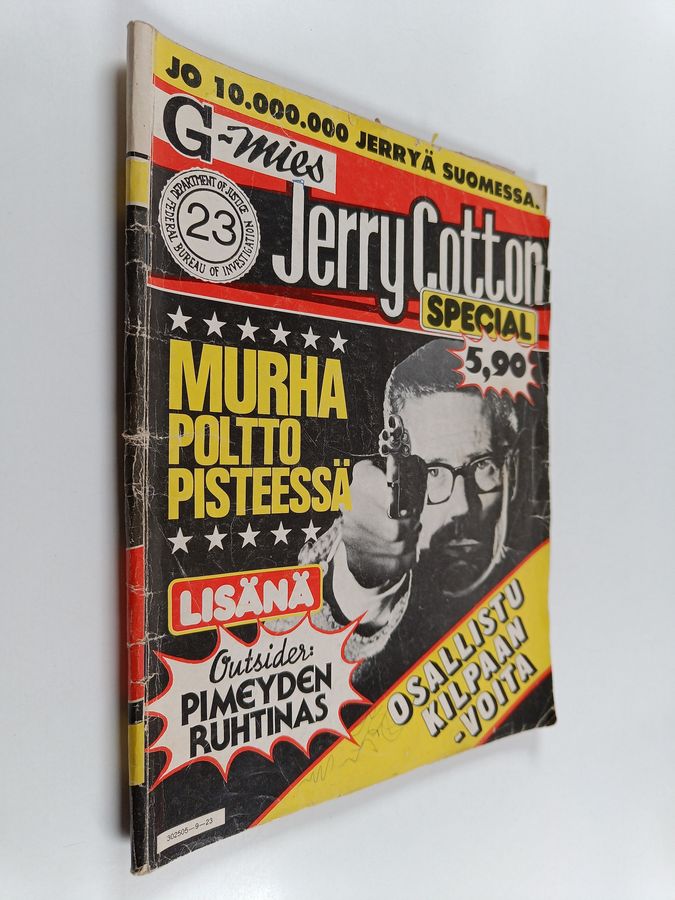 JO 10.000.000 JERRYÄ SUOMESSA.
G-mies
DEPARTMENT OF JUSTICE
23
FEDERAL BUREAU OF INVESTIGATION
Jerry Cotton
SPECIAL
5,90
MURHA
POLTTO
PISTEESSÄ
LISÄNÄ
Outsider:
PIMEYDEN
RUHTINAS
OSALLISTU
KILPAAN
-VOITA
302505-9-23